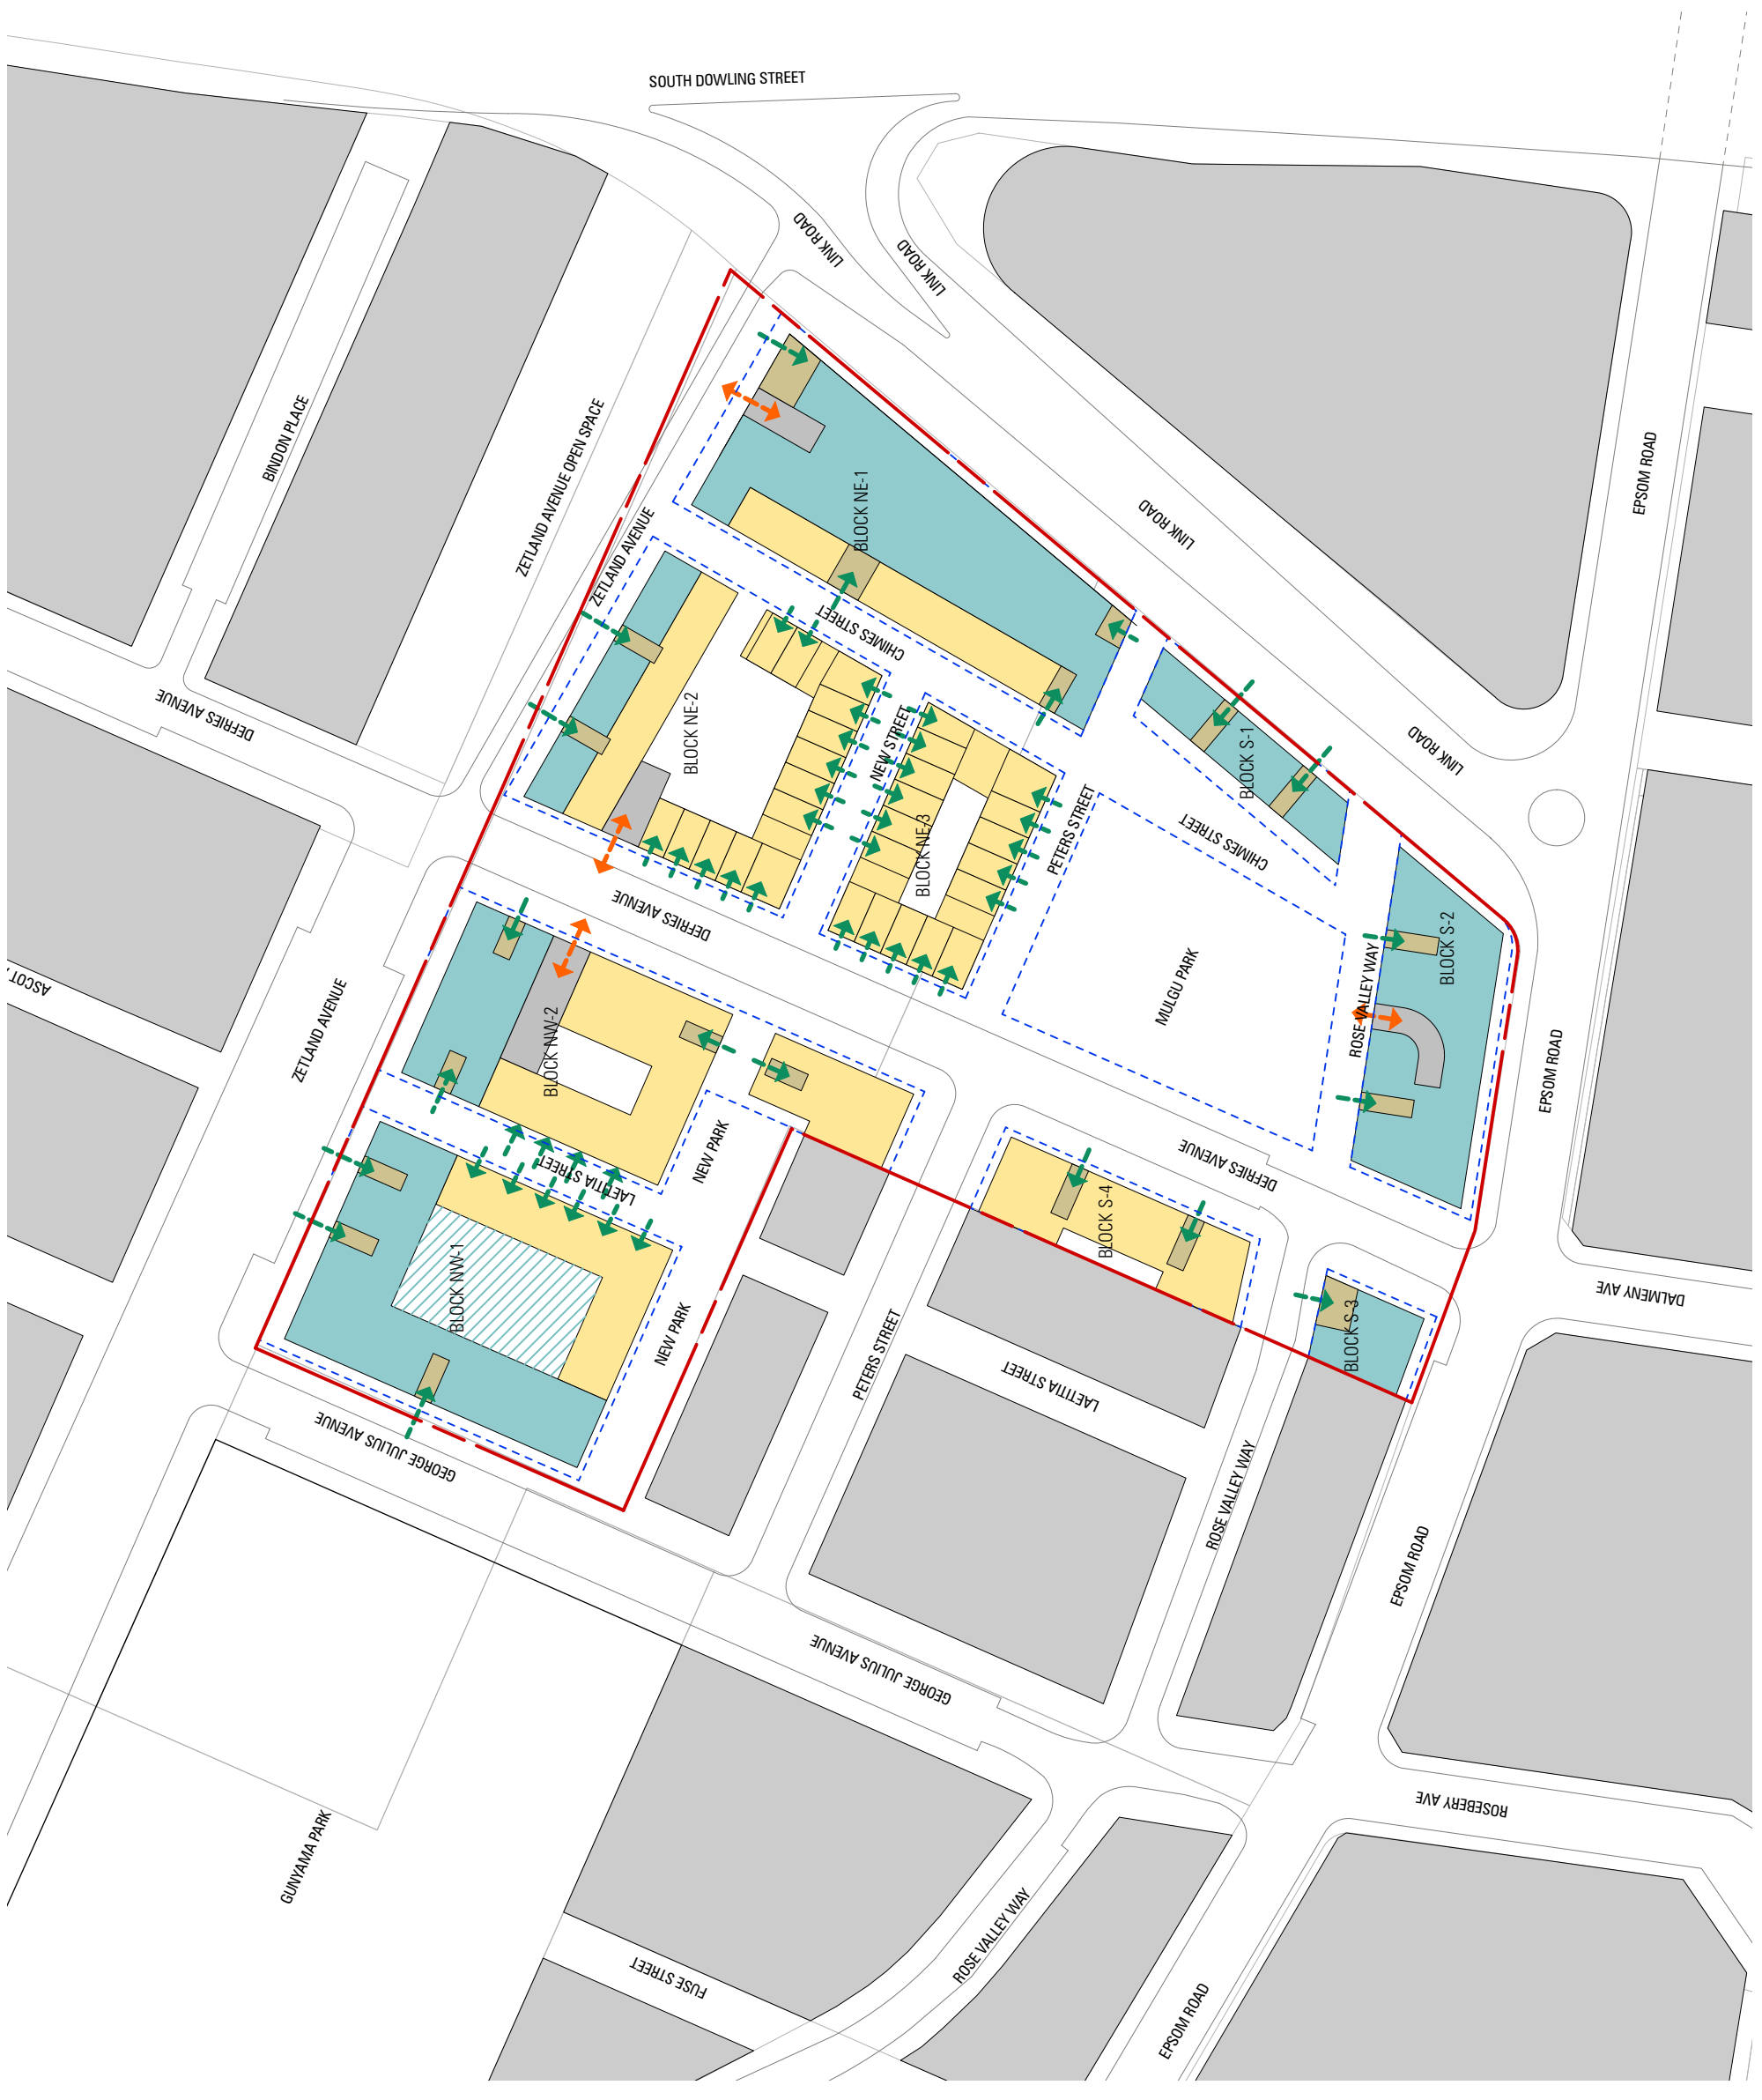 SOUTH DOWLING STREET
LINK ROAD
LINK ROAD
BINDON PLACE
ZETLAND AVENUE OPEN SPACE
EPSOM ROAD
BLOCK NE-1
LINK ROAD
ZETLAND AVENUE
CHIMES STREET
DEFRIES AVENUE
BLOCK NE-2
NEW STREET
BLOCK S-1
LINK ROAD
BLOCK NE-3
PETERS STREET
CHIMES STREET
DEFRIES AVENUE
MULGU PARK
BLOCK S-2
ROSE VALLEY WAY
ASCOT
ZETLAND AVENUE
BLOCK NW-2
EPSOM ROAD
NEW PARK
LAETITIA STREET
DEFRIES AVENUE
BLOCK S-4
BLOCK NW-1
NEW PARK
PETERS STREET
BLOCK S-3
DALMENY AVE
LAETITIA STREET
GEORGE JULIUS AVENUE
ROSE VALLEY WAY
EPSOM ROAD
GEORGE JULIUS AVENUE
ROSEBERY AVE
GUNYAMA PARK
ROSE VALLEY WAY
FUSE STREET
EPSOM ROAD